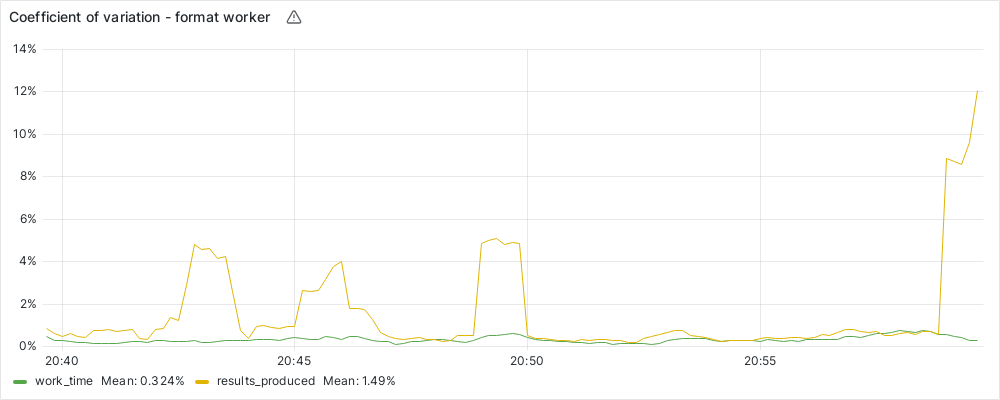 Coefficient of variation - format worker
14%
12%
10%
8%
6%
4%
2%
0%
20:40 20:45 20:50 20:55
work_time Mean: 0.324% results_produced Mean: 1.49%